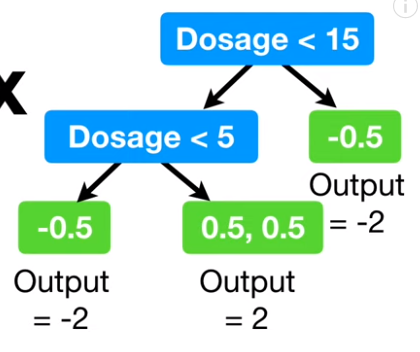 Dosage < 15
x
Dosage < 5
-0.5
Output
= -2
-0.5
0.5, 0.5
Output
= -2
Output
= 2